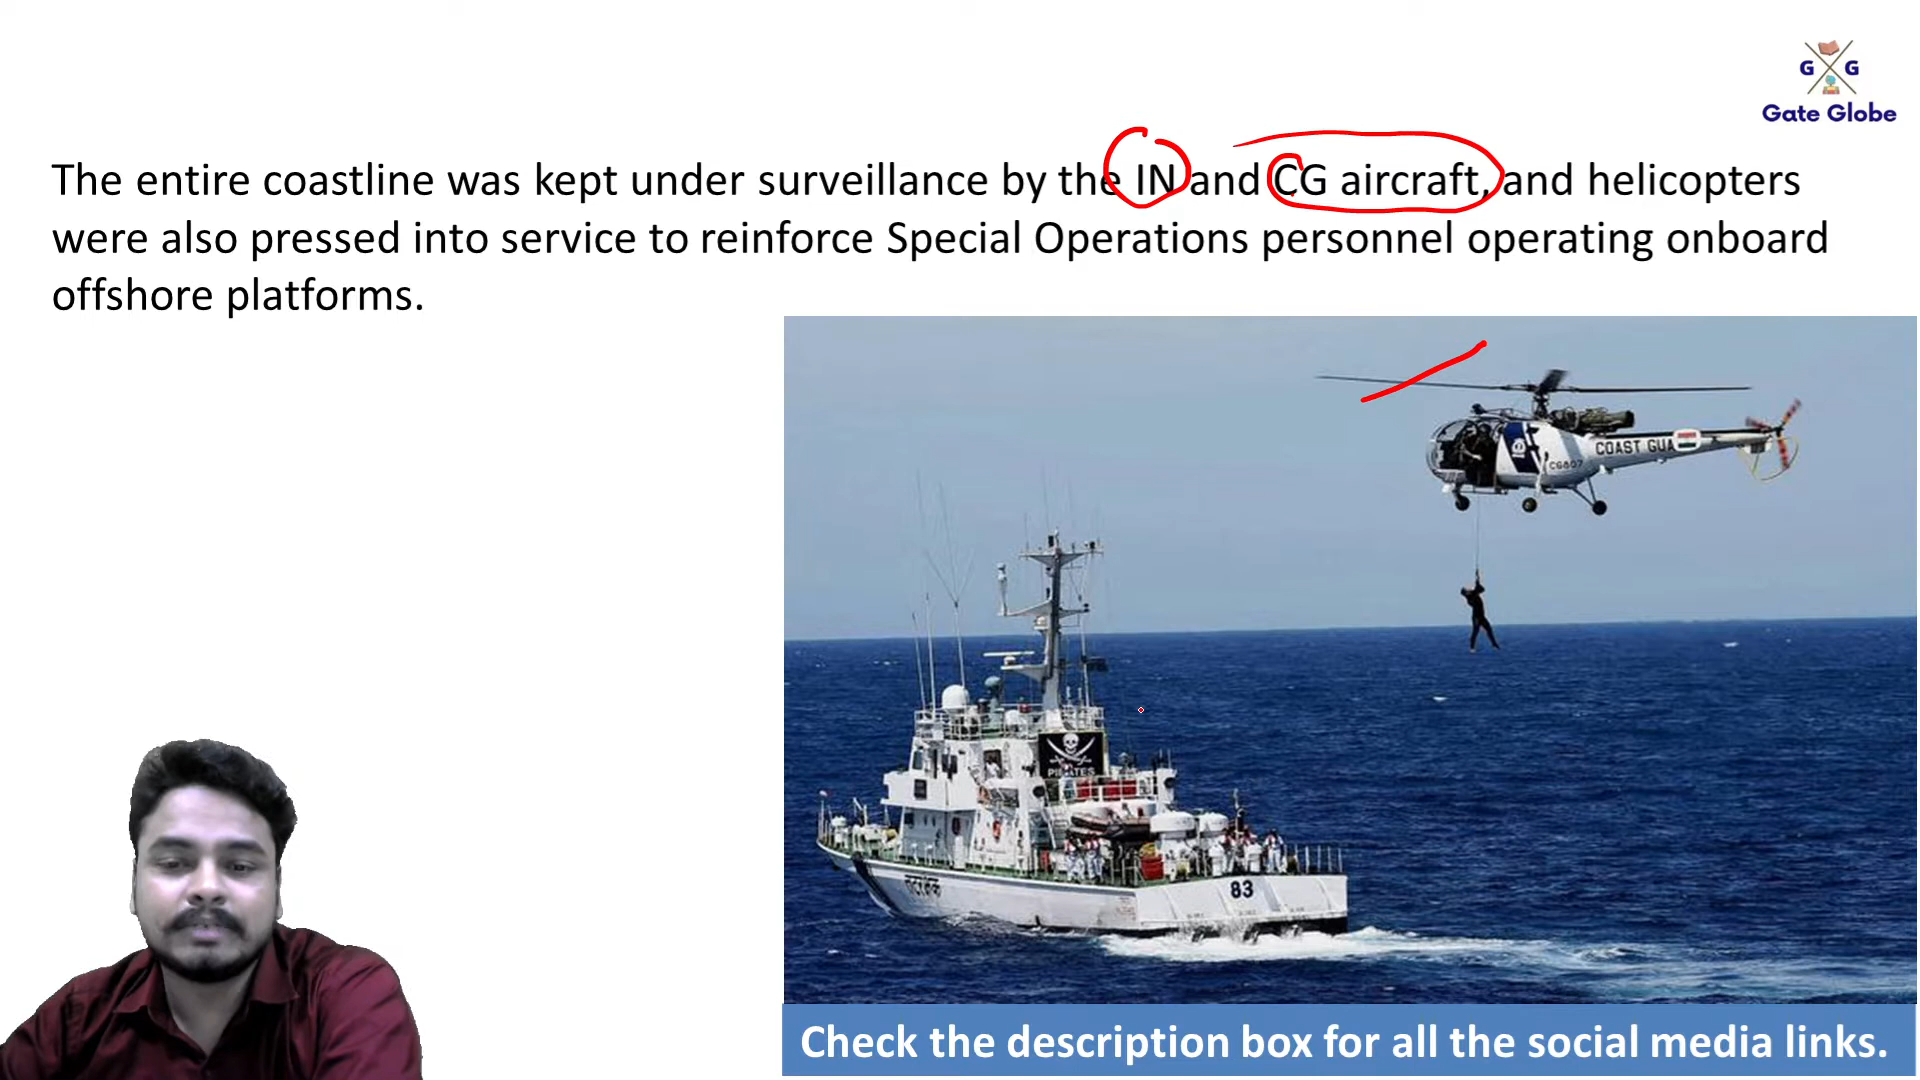 G G
Gate Globe
The entire coastline was kept under surveillance by the IN and CG aircraft, and helicopters
were also pressed into service to reinforce Special Operations personnel operating onboard
offshore platforms.
COAST GUA
CG807
PIRATES
83
Check the description box for all the social media links.